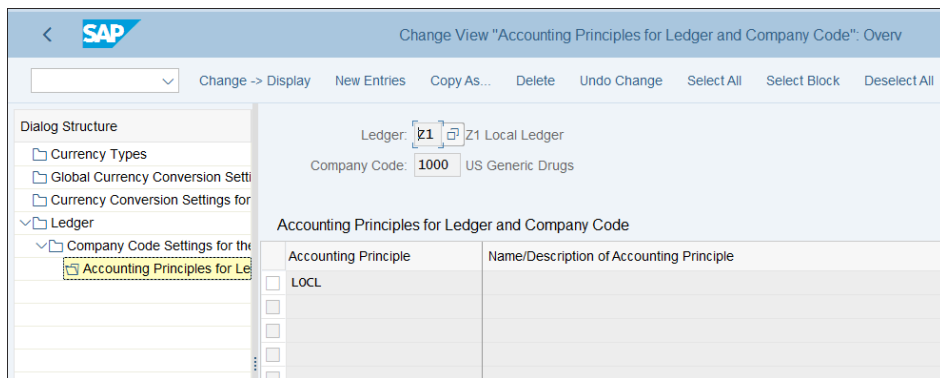 SAP
Change View "Accounting Principles for Ledger and Company Code": Overv
Change -> Display New Entries Copy As... Delete Undo Change Select All Select Block Deselect All
Dialog Structure
Currency Types
Global Currency Conversion Setti
Currency Conversion Settings for
Ledger
Company Code Settings for the
Accounting Principles for Le
Ledger: Z1 Z1 Local Ledger
Company Code: 1000 US Generic Drugs
Accounting Principles for Ledger and Company Code
Accounting Principle Name/Description of Accounting Principle
LOCL